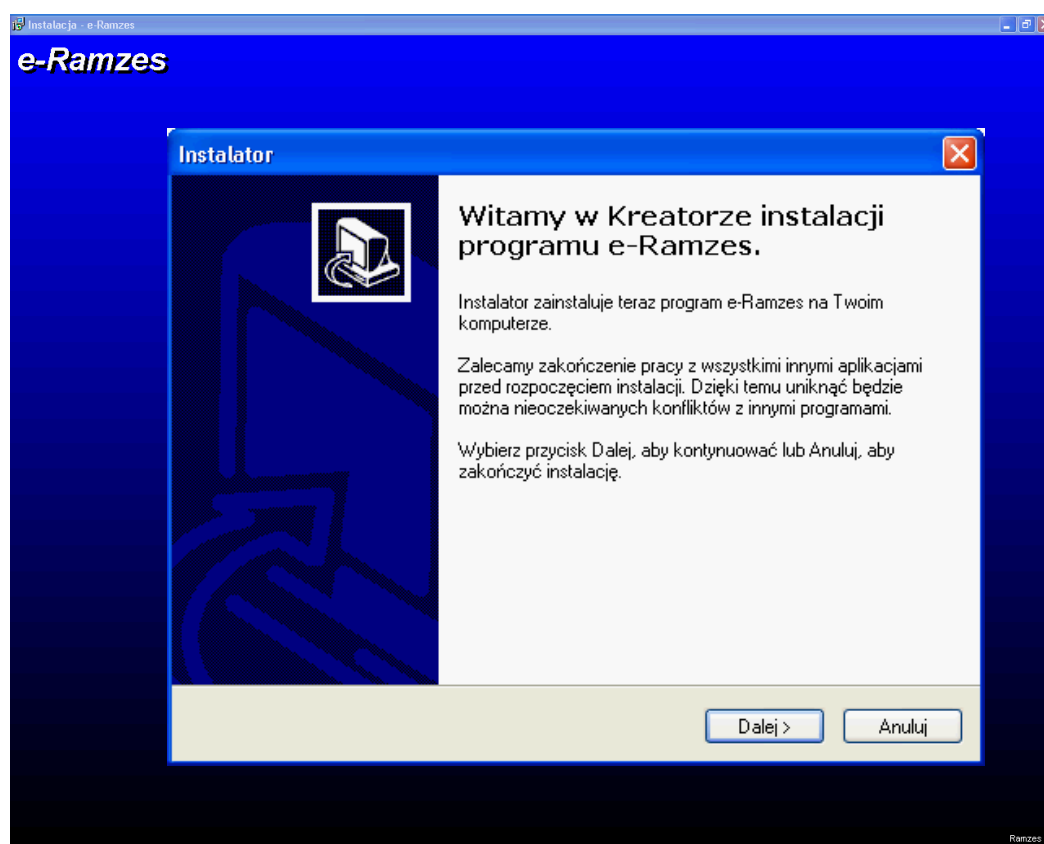 Instalacja - e-Ramzes
e-Ramzes
Instalator
Witamy w Kreatorze instalacji
programu e-Ramzes.
Instalator zainstaluje teraz program e-Ramzes na Twoim
komputerze.
Zalecamy zakończenie pracy z wszystkimi innymi aplikacjami
przed rozpoczęciem instalacji. Dzięki temu uniknąć będzie
można nieoczekiwanych konfliktów z innymi programami.
Wybierz przycisk Dalej, aby kontynuować lub Anuluj, aby
zakończyć instalację.
Dalej >
Anuluj
Ramzes